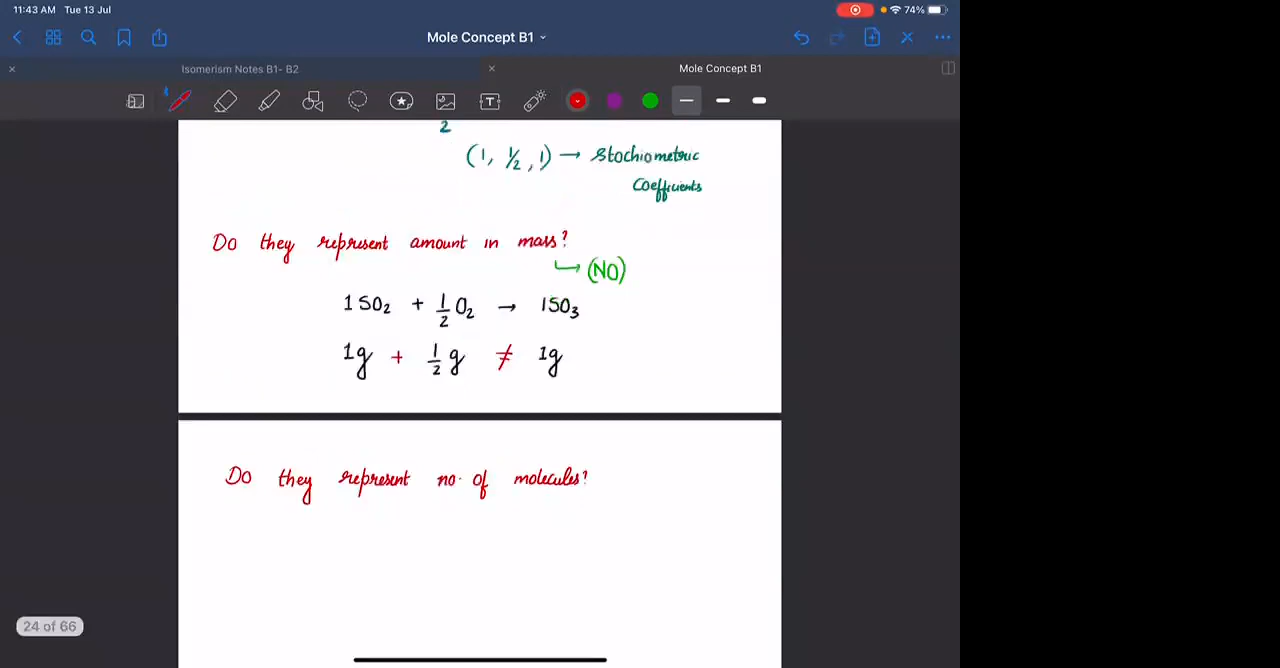 11:43 AM Tue 13 Jul
74%
Mole Concept B1
Isomerism Notes B1- B2
Mole Concept B1
2
(1, 1/2, 1) → Stochiometric
Coefficients
Do they represent amount in mass?
↳ (NO)
1 SO₂ + 1/2 O₂ → 1SO₃
1g + 1/2 g ≠ 1g
Do they represent no. of molecules?
24 of 66